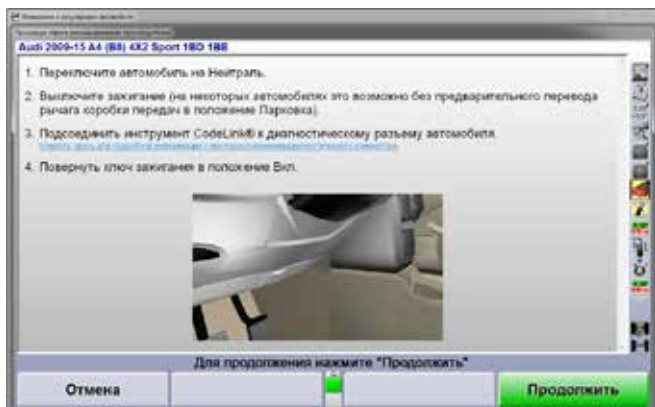 Audi 2009-15 A4 (B8) 4X2 Sport 1BD 1BE
1. Переключите автомобиль на Нейтраль.
2. Выключите зажигание (на некоторых автомобилях это возможно без предварительного перевода
рычага коробки передач в положение Парковка).
3. Подсоединить инструмент CodeLink® к диагностическому разъему автомобиля.
4. Повернуть ключ зажигания в положение Вкл.
Для продолжения нажмите "Продолжить"
Отмена
Продолжить